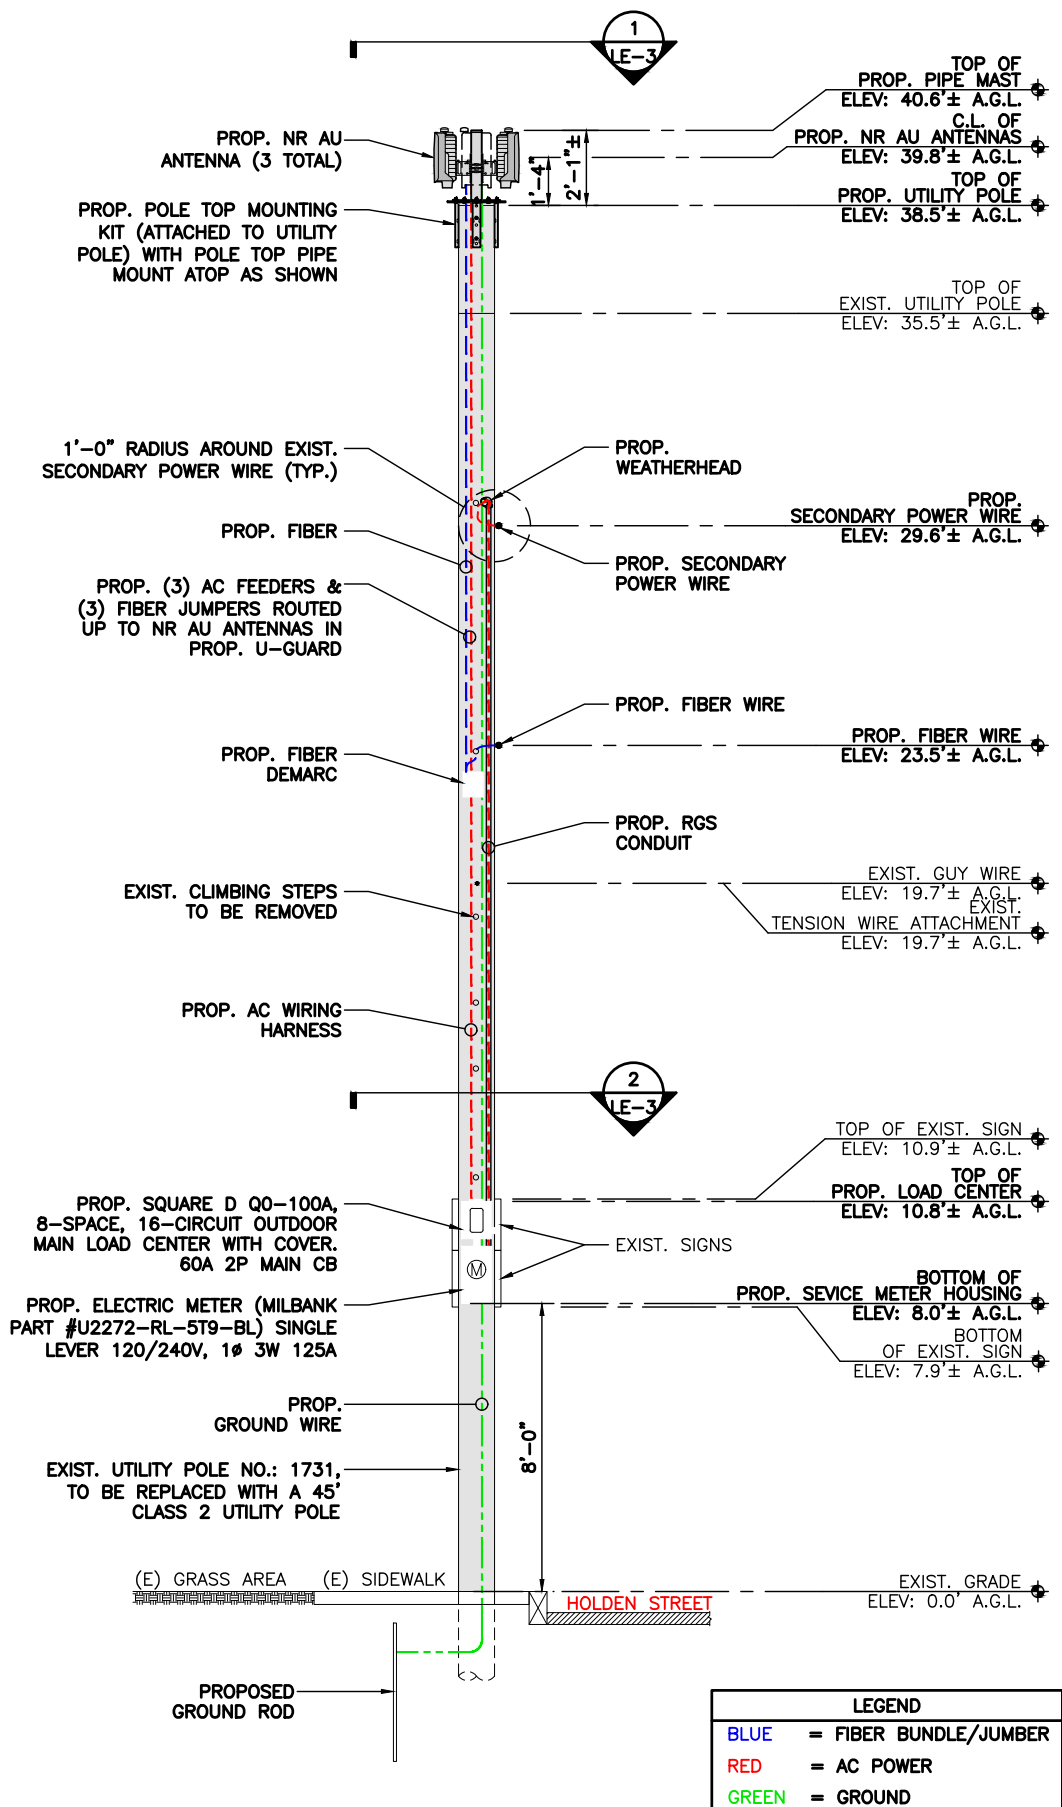 1
LE-3
TOP OF
PROP. PIPE MAST
ELEV: 40.6'± A.G.L.
C.L. OF
PROP. NR AU ANTENNAS
ELEV: 39.8'± A.G.L.
TOP OF
PROP. UTILITY POLE
ELEV: 38.5'± A.G.L.
PROP. NR AU
ANTENNA (3 TOTAL)
1'-4"
2'-1"±
PROP. POLE TOP MOUNTING
KIT (ATTACHED TO UTILITY
POLE) WITH POLE TOP PIPE
MOUNT ATOP AS SHOWN
TOP OF
EXIST. UTILITY POLE
ELEV: 35.5'± A.G.L.
1'-0" RADIUS AROUND EXIST.
SECONDARY POWER WIRE (TYP.)
PROP.
WEATHERHEAD
PROP.
SECONDARY POWER WIRE
ELEV: 29.6'± A.G.L.
PROP. FIBER
PROP. SECONDARY
POWER WIRE
PROP. (3) AC FEEDERS &
(3) FIBER JUMPERS ROUTED
UP TO NR AU ANTENNAS IN
PROP. U-GUARD
PROP. FIBER WIRE
PROP. FIBER WIRE
ELEV: 23.5'± A.G.L.
PROP. FIBER
DEMARC
PROP. RGS
CONDUIT
EXIST. GUY WIRE
ELEV: 19.7'± A.G.L.
EXIST.
TENSION WIRE ATTACHMENT
ELEV: 19.7'± A.G.L.
EXIST. CLIMBING STEPS
TO BE REMOVED
PROP. AC WIRING
HARNESS
2
LE-3
TOP OF EXIST. SIGN
ELEV: 10.9'± A.G.L.
TOP OF
PROP. LOAD CENTER
ELEV: 10.8'± A.G.L.
PROP. SQUARE D QO-100A,
8-SPACE, 16-CIRCUIT OUTDOOR
MAIN LOAD CENTER WITH COVER.
60A 2P MAIN CB
EXIST. SIGNS
M
BOTTOM OF
PROP. SEVICE METER HOUSING
ELEV: 8.0'± A.G.L.
BOTTOM
OF EXIST. SIGN
ELEV: 7.9'± A.G.L.
PROP. ELECTRIC METER (MILBANK
PART #U2272-RL-5T9-BL) SINGLE
LEVER 120/240V, 1ø 3W 125A
PROP.
GROUND WIRE
8'-0"
EXIST. UTILITY POLE NO.: 1731,
TO BE REPLACED WITH A 45'
CLASS 2 UTILITY POLE
(E) GRASS AREA
(E) SIDEWALK
HOLDEN STREET
EXIST. GRADE
ELEV: 0.0' A.G.L.
PROPOSED
GROUND ROD
LEGEND
BLUE = FIBER BUNDLE/JUMBER
RED = AC POWER
GREEN = GROUND